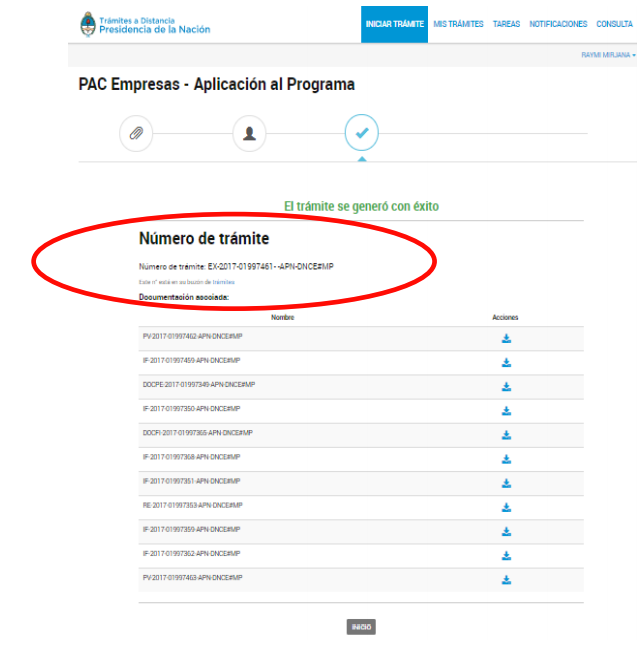 Trámites a Distancia
Presidencia de la Nación
INICIAR TRÁMITE MIS TRÁMITES TAREAS NOTIFICACIONES CONSULTA
RAYMI MIRJANA
PAC Empresas - Aplicación al Programa
El trámite se generó con éxito
Número de trámite
Número de trámite: EX-2017-01997461- -APN-DNCE#MP
Este n° está en su buzón de trámites
Documentación asociada:
Nombre Acciones
PV-2017-01997462-APN-DNCE#MP
IF-2017-01997459-APN-DNCE#MP
DOCPE-2017-01997349-APN-DNCE#MP
IF-2017-01997350-APN-DNCE#MP
DOCFI-2017-01997366-APN-DNCE#MP
IF-2017-01997368-APN-DNCE#MP
IF-2017-01997351-APN-DNCE#MP
RE-2017-01997353-APN-DNCE#MP
IF-2017-01997359-APN-DNCE#MP
IF-2017-01997362-APN-DNCE#MP
PV-2017-01997463-APN-DNCE#MP
INICIO